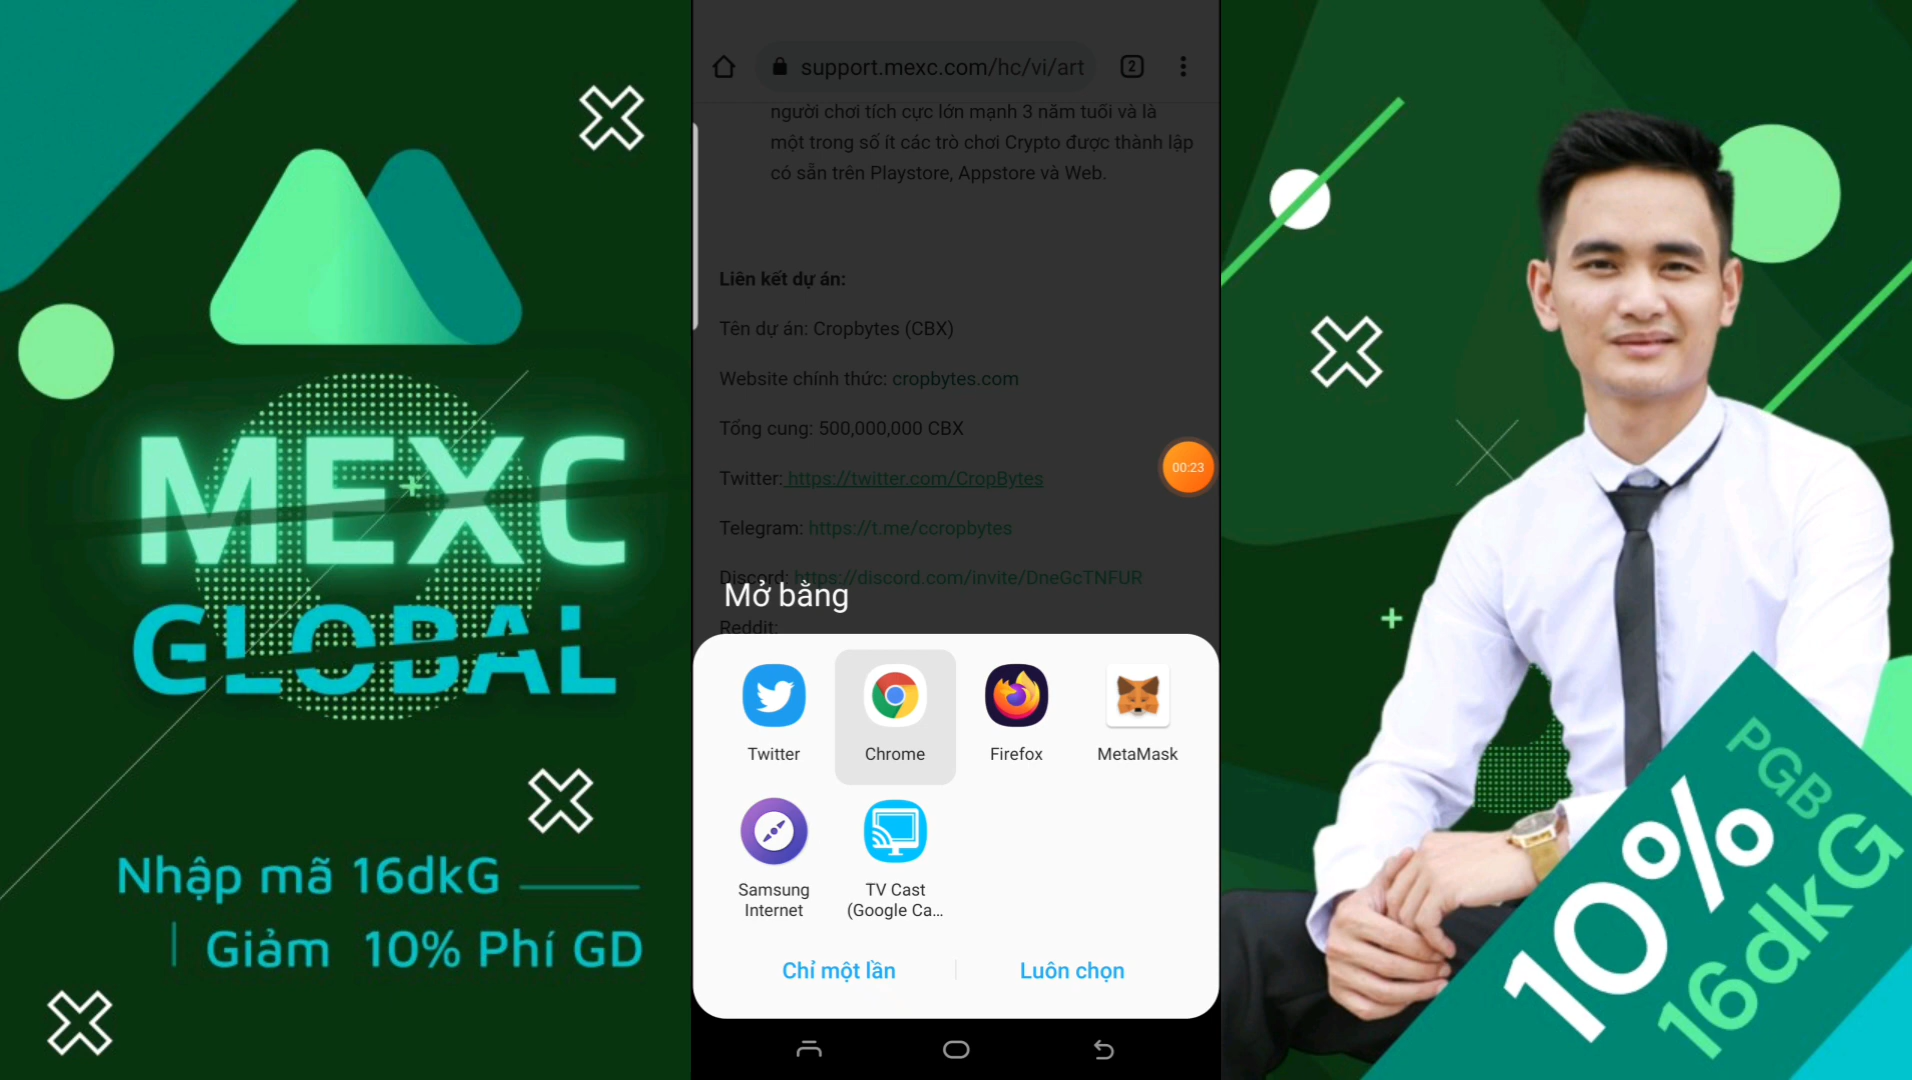 MEXC
GLOBAL
Nhập mã 16dkG
Giảm 10% Phí GD
support.mexc.com/hc/vi/art
2
người chơi tích cực lớn mạnh 3 năm tuổi và là
một trong số ít các trò chơi Crypto được thành lập
có sẵn trên Playstore, Appstore và Web.
Liên kết dự án:
Tên dự án: Cropbytes (CBX)
Website chính thức: cropbytes.com
Tổng cung: 500,000,000 CBX
Twitter: https://twitter.com/CropBytes
Telegram: https://t.me/ccropbytes
Discord: https://discord.com/invite/DneGcTNFUR
Reddit:
00:23
Mở bằng
Twitter
Chrome
Firefox
MetaMask
Samsung
Internet
TV Cast
(Google Ca...
Chỉ một lần
Luôn chọn
PGB
10%
16dkG